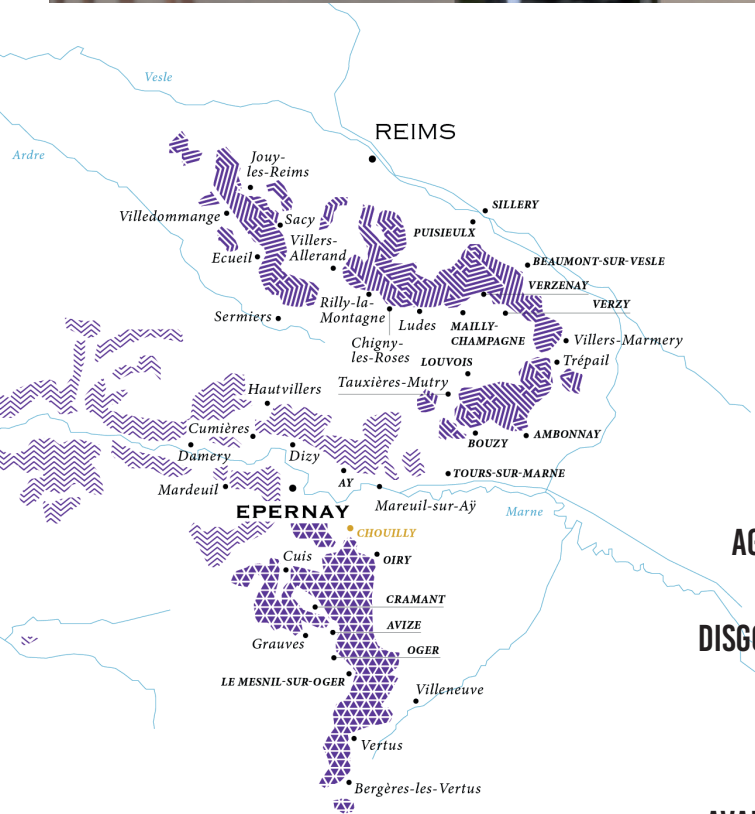 Vesle
REIMS
Ardre
Jouy-
les-Reims
SILLERY
Villedommange
Sacy
PUISIEULX
Villers-
Allerand
Ecueil
BEAUMONT-SUR-VESLE
VERZENAY
VERZY
Rilly-la-
Montagne
Sermiers
Ludes
MAILLY-
CHAMPAGNE
Villers-Marmery
Chigny-
les-Roses
LOUVOIS
Trépail
Tauxières-Mutry
Hautvillers
Cumières
AMBONNAY
BOUZY
Damery
Dizy
TOURS-SUR-MARNE
AY
Mardeuil
Mareuil-sur-Aÿ
EPERNAY
Marne
CHOUILLY
AG
Cuis
OIRY
CRAMANT
AVIZE
DISGO
Grauves
OGER
LE MESNIL-SUR-OGER
Villeneuve
Vertus
Bergères-les-Vertus